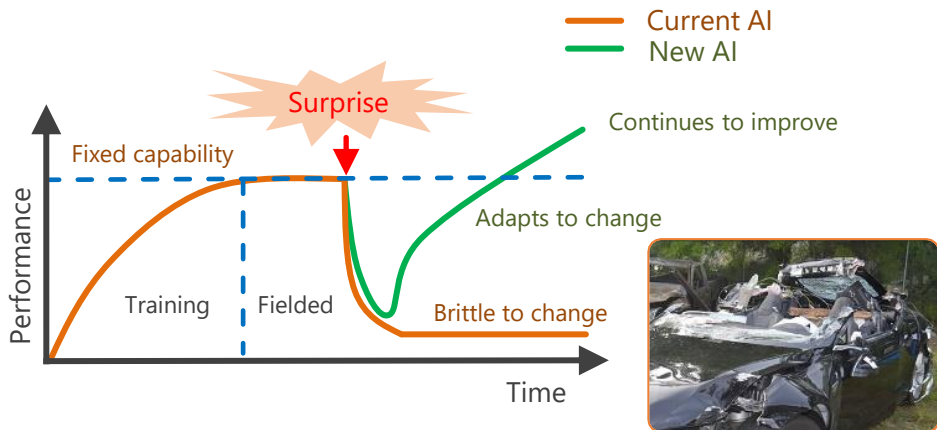 Current AI
New AI
Surprise
Continues to improve
Fixed capability
Adapts to change
Performance
Training
Fielded
Brittle to change
Time